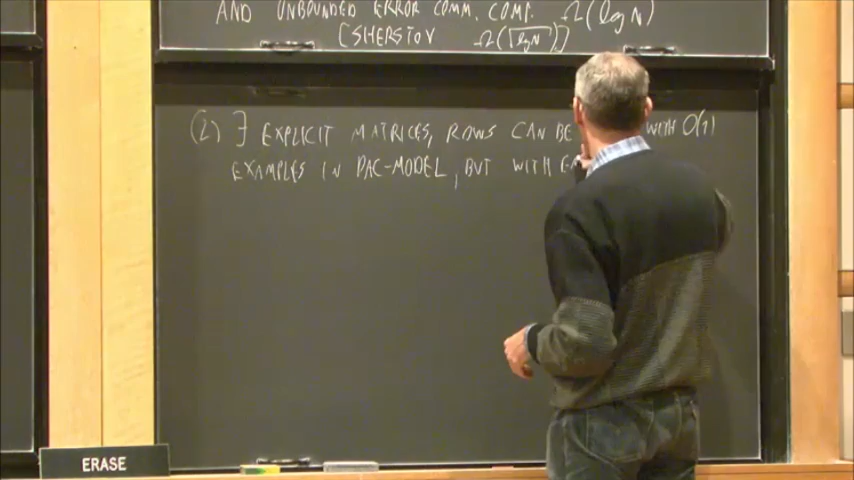 AND UNBOUNDED ERROR COMM. COMP. Ω(log N)
[SHERSTOV Ω(√log N)]
(2) ∃ EXPLICIT MATRICES, ROWS CAN BE WITH O(1)
EXAMPLES IN PAC-MODEL, BUT WITH
ERASE